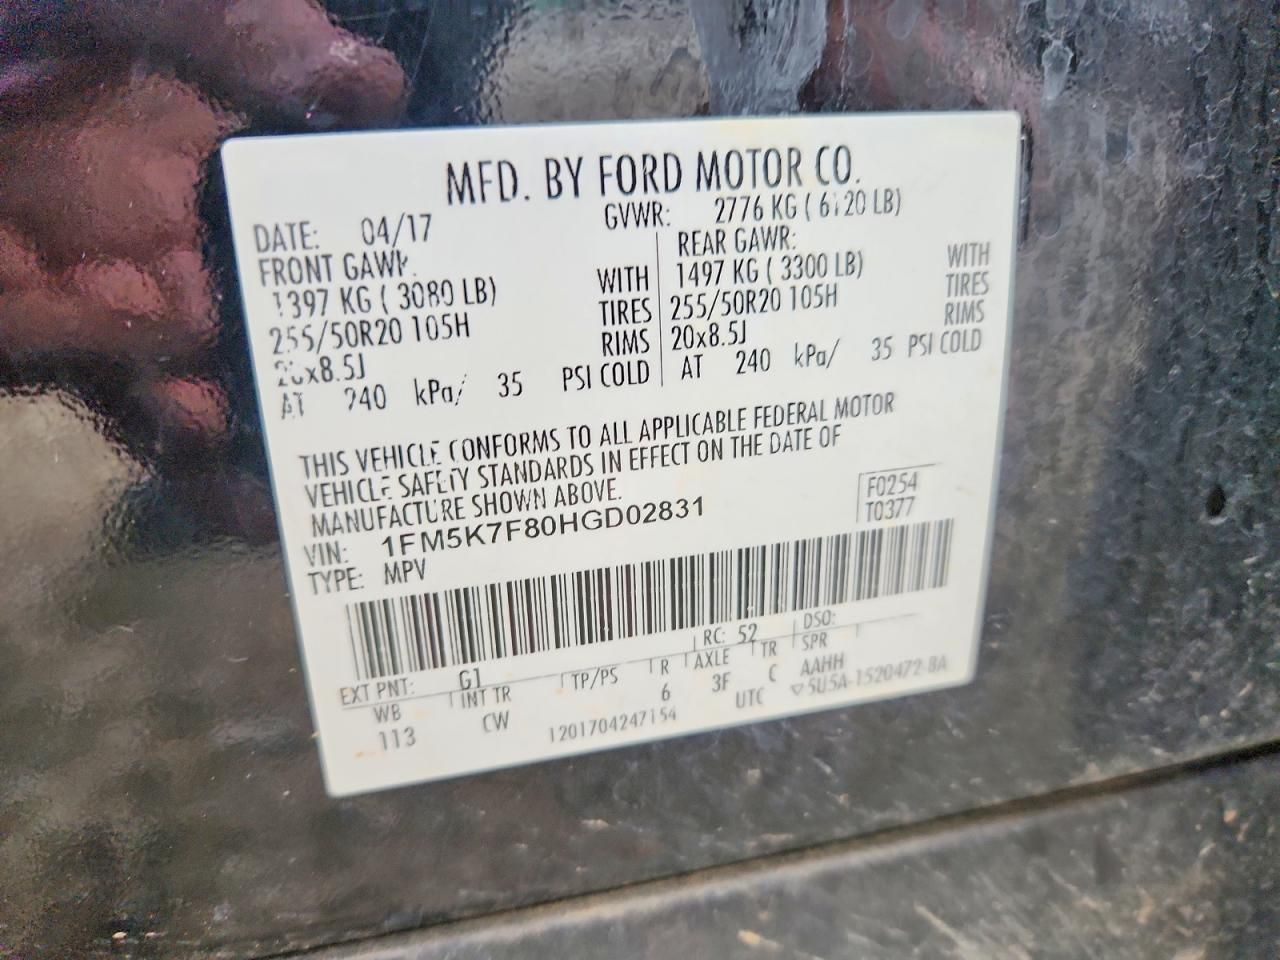 MFD. BY FORD MOTOR CO.
DATE: 04/17 GVWR: 2776 KG ( 6120 LB)
FRONT GAWR: REAR GAWR:
1397 KG ( 3080 LB) WITH 1497 KG ( 3300 LB) WITH
255/50R20 105H TIRES 255/50R20 105H TIRES
20x8.5J RIMS 20x8.5J RIMS
AT 240 kPa/ 35 PSI COLD AT 240 kPa/ 35 PSI COLD
THIS VEHICLE CONFORMS TO ALL APPLICABLE FEDERAL MOTOR
VEHICLE SAFETY STANDARDS IN EFFECT ON THE DATE OF
MANUFACTURE SHOWN ABOVE.
F0254
T0377
VIN: 1FM5K7F80HGD02831
TYPE: MPV
EXT PNT: G1 RC: 52 DSO:
WB INT TR TP/PS R AXLE TR SPR
113 CW 6 3F C AAHH
1201704247154 UTC ▽5U5A-1520472-BA